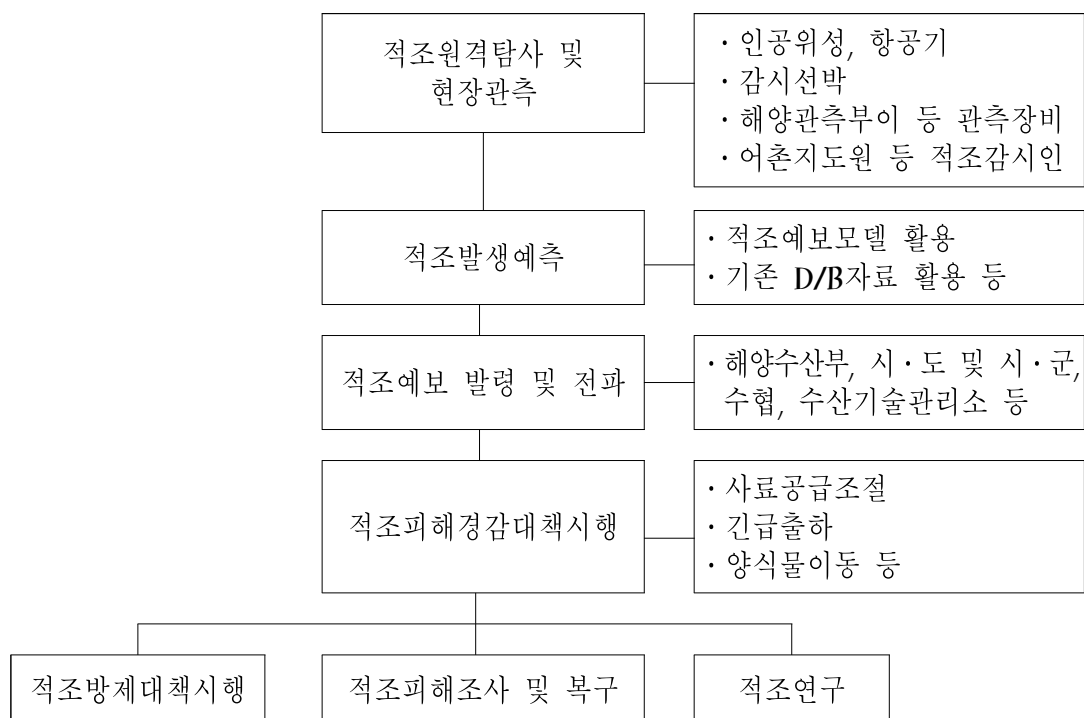 적조원격탐사 및
현장관측
· 인공위성, 항공기
· 감시선박
· 해양관측부이 등 관측장비
· 어촌지도원 등 적조감시인
적조발생예측
· 적조예보모델 활용
· 기존 D/B자료 활용 등
적조예보 발령 및 전파
· 해양수산부, 시·도 및 시·군,
수협, 수산기술관리소 등
적조피해경감대책시행
· 사료공급조절
· 긴급출하
· 양식물이동 등
적조방제대책시행
적조피해조사 및 복구
적조연구